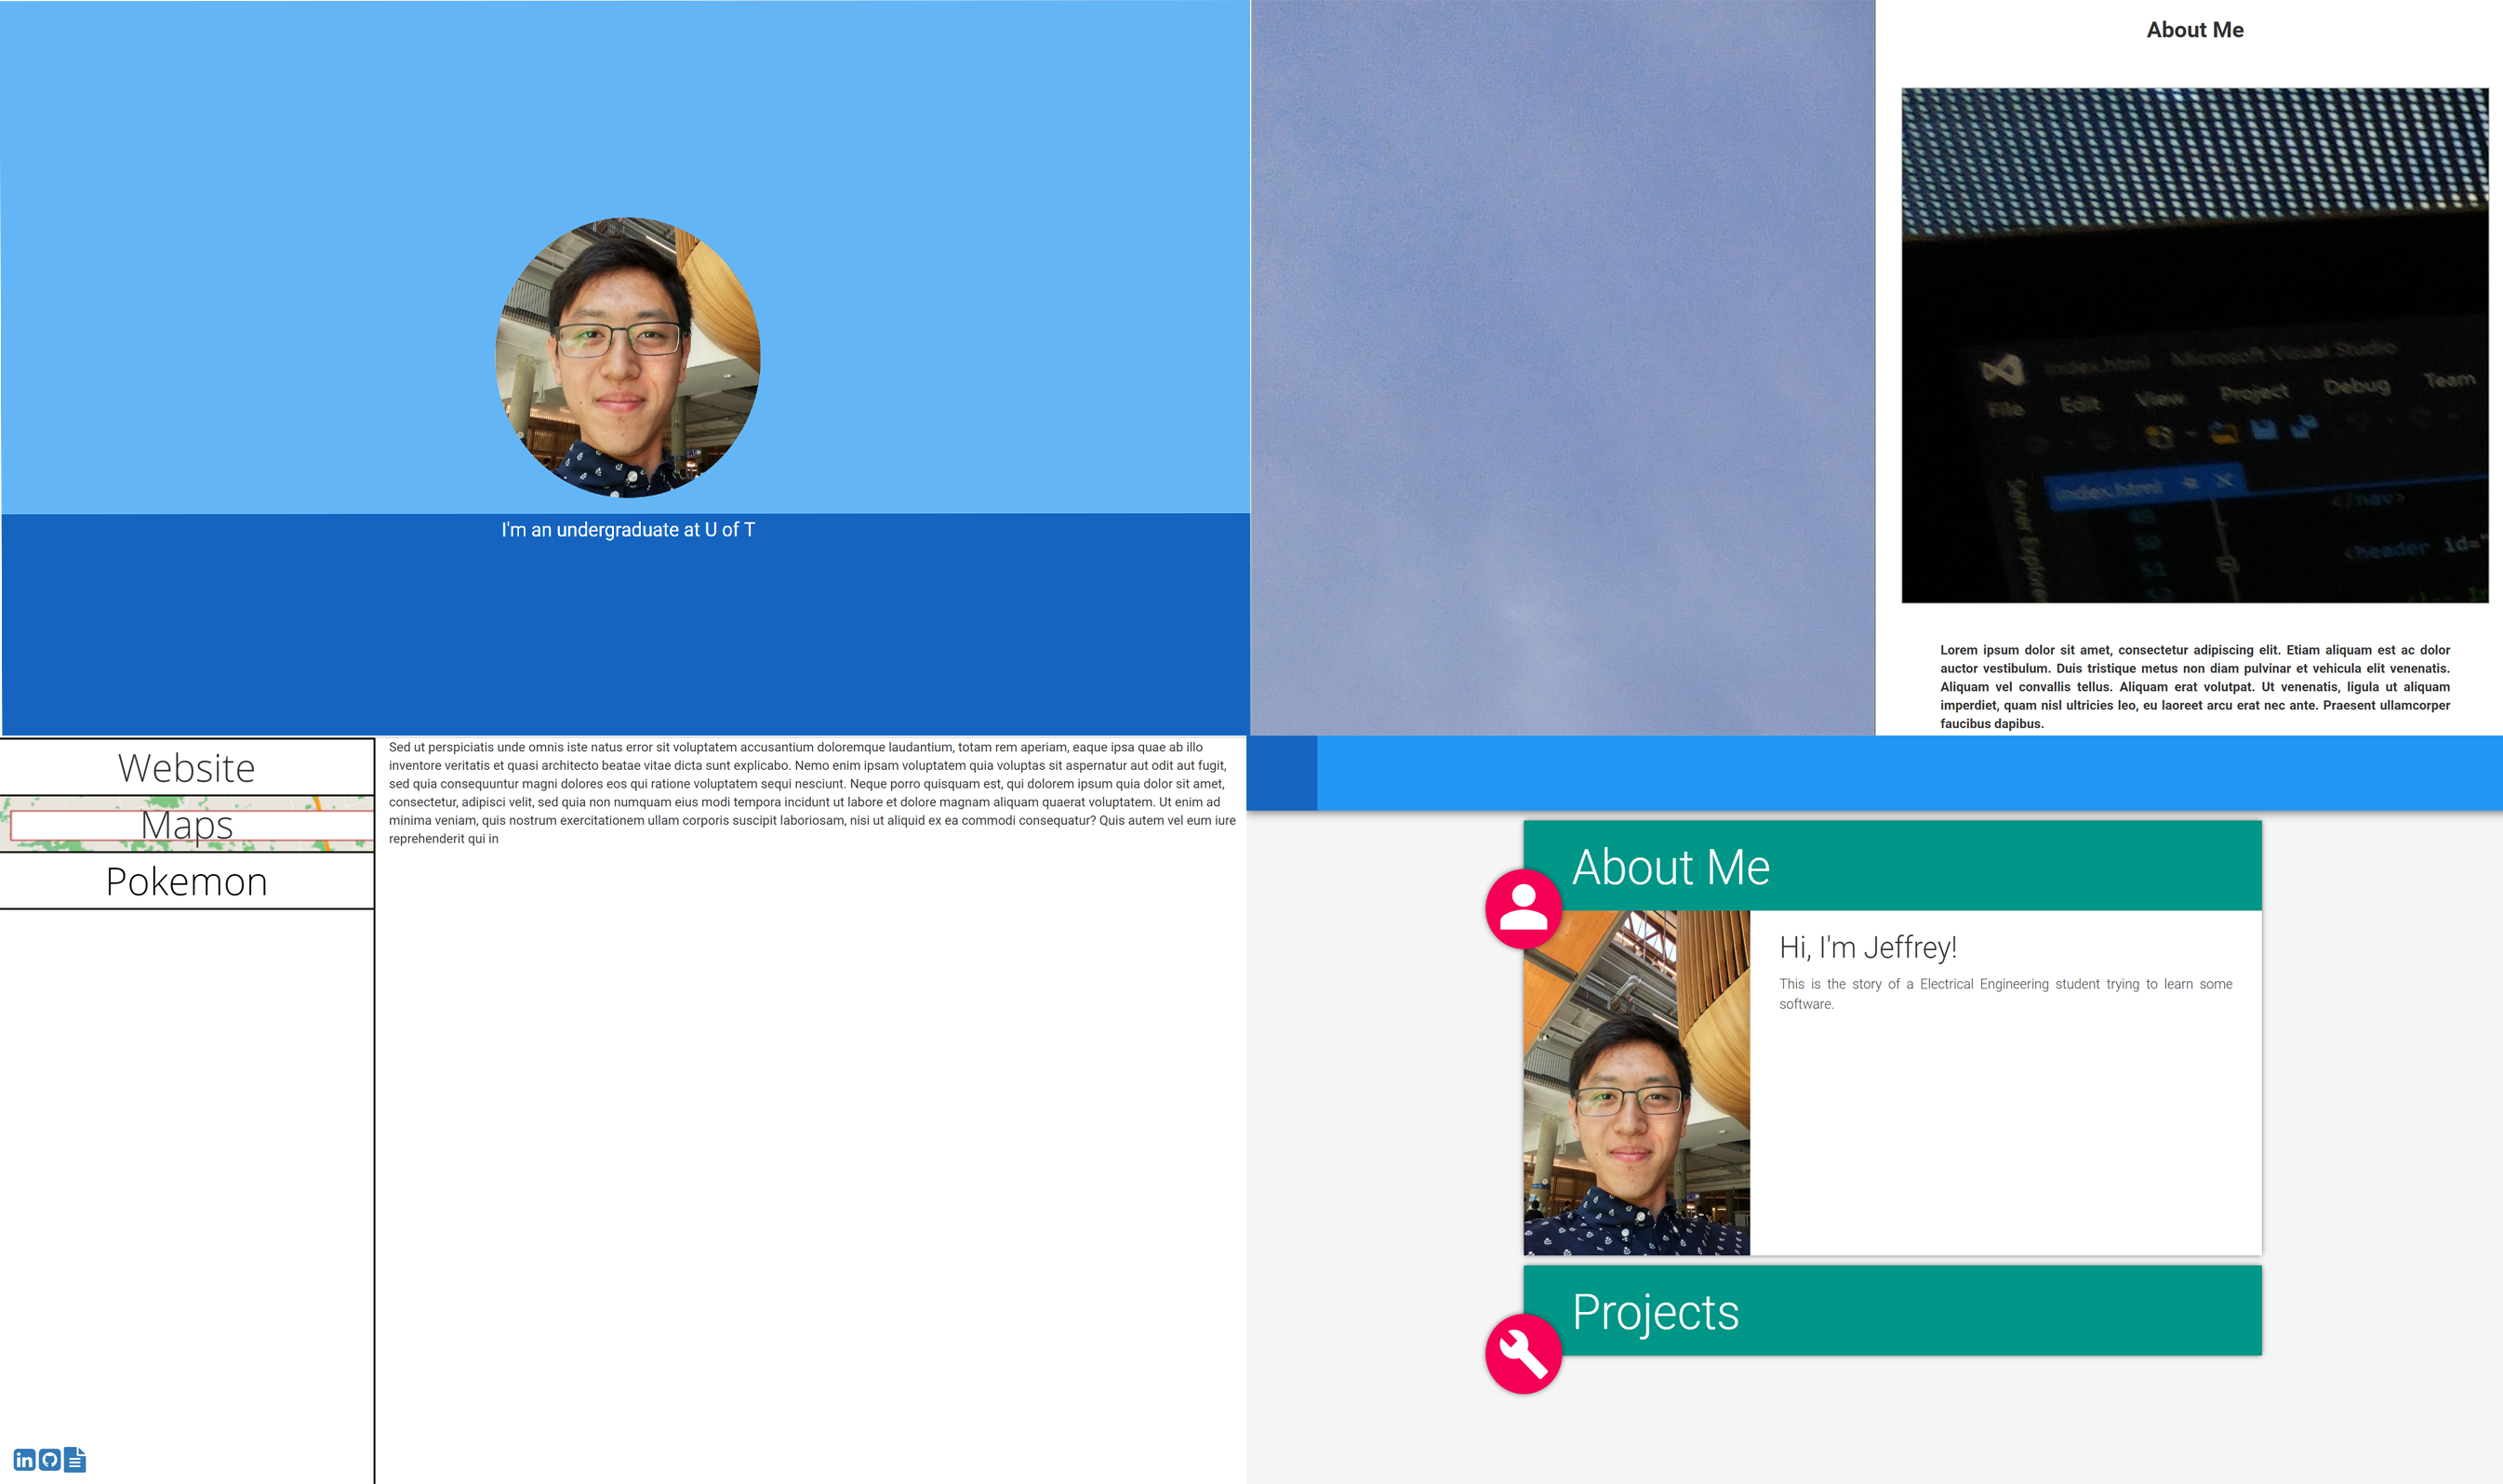 I'm an undergraduate at U of T
About Me
index.html - Microsoft Visual Studio
File Edit View Project Debug Team
Server Explorer
index.html
</nav>
49
50
<header id="
51
52
Lorem ipsum dolor sit amet, consectetur adipiscing elit. Etiam aliquam est ac dolor
auctor vestibulum. Duis tristique metus non diam pulvinar et vehicula elit venenatis.
Aliquam vel convallis tellus. Aliquam erat volutpat. Ut venenatis, ligula ut aliquam
imperdiet, quam nisl ultricies leo, eu laoreet arcu erat nec ante. Praesent ullamcorper
faucibus dapibus.
Website
Maps
Pokemon
Sed ut perspiciatis unde omnis iste natus error sit voluptatem accusantium doloremque laudantium, totam rem aperiam, eaque ipsa quae ab illo
inventore veritatis et quasi architecto beatae vitae dicta sunt explicabo. Nemo enim ipsam voluptatem quia voluptas sit aspernatur aut odit aut fugit,
sed quia consequuntur magni dolores eos qui ratione voluptatem sequi nesciunt. Neque porro quisquam est, qui dolorem ipsum quia dolor sit amet,
consectetur, adipisci velit, sed quia non numquam eius modi tempora incidunt ut labore et dolore magnam aliquam quaerat voluptatem. Ut enim ad
minima veniam, quis nostrum exercitationem ullam corporis suscipit laboriosam, nisi ut aliquid ex ea commodi consequatur? Quis autem vel eum iure
reprehenderit qui in
in
About Me
Hi, I'm Jeffrey!
This is the story of a Electrical Engineering student trying to learn some
software.
Projects